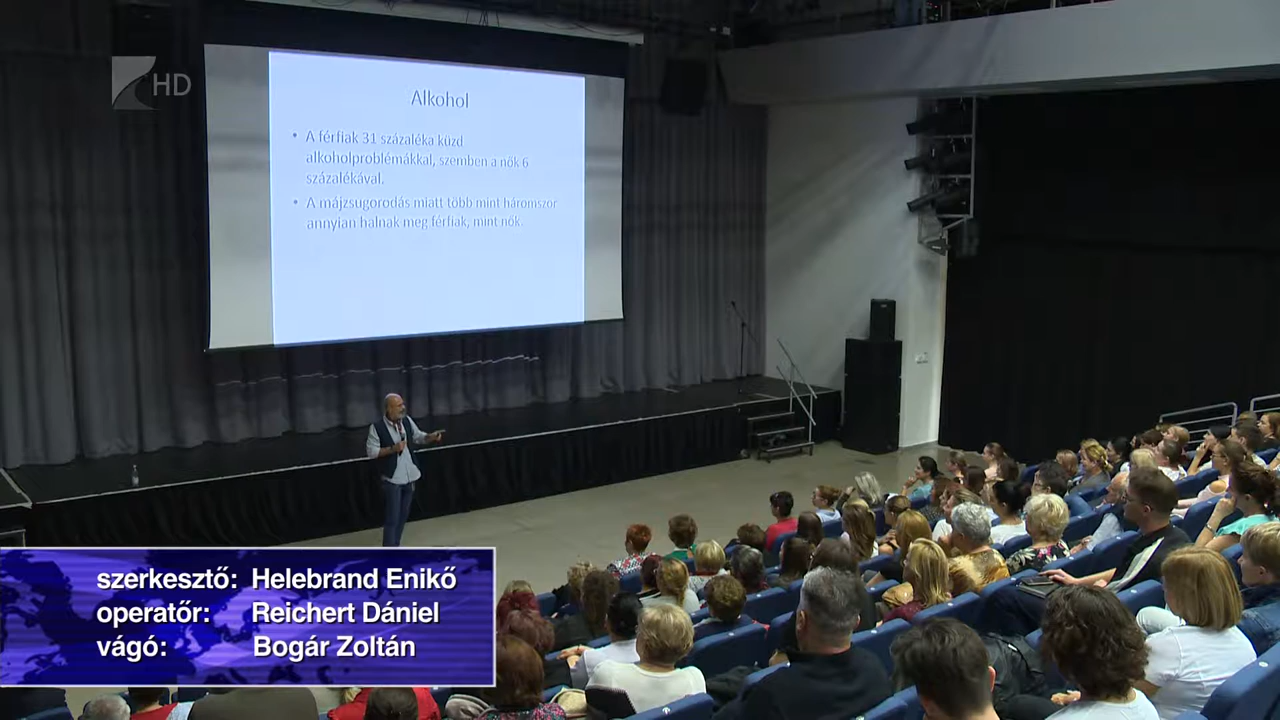 HD
Alkohol
• A férfiak 31 százaléka küzd
alkoholproblémákkal, szemben a nők 6
százalékával.
• A májzsugorodás miatt több mint háromszor
annyian halnak meg férfiak, mint nők.
szerkesztő: Helebrand Enikő
operatőr: Reichert Dániel
vágó: Bogár Zoltán